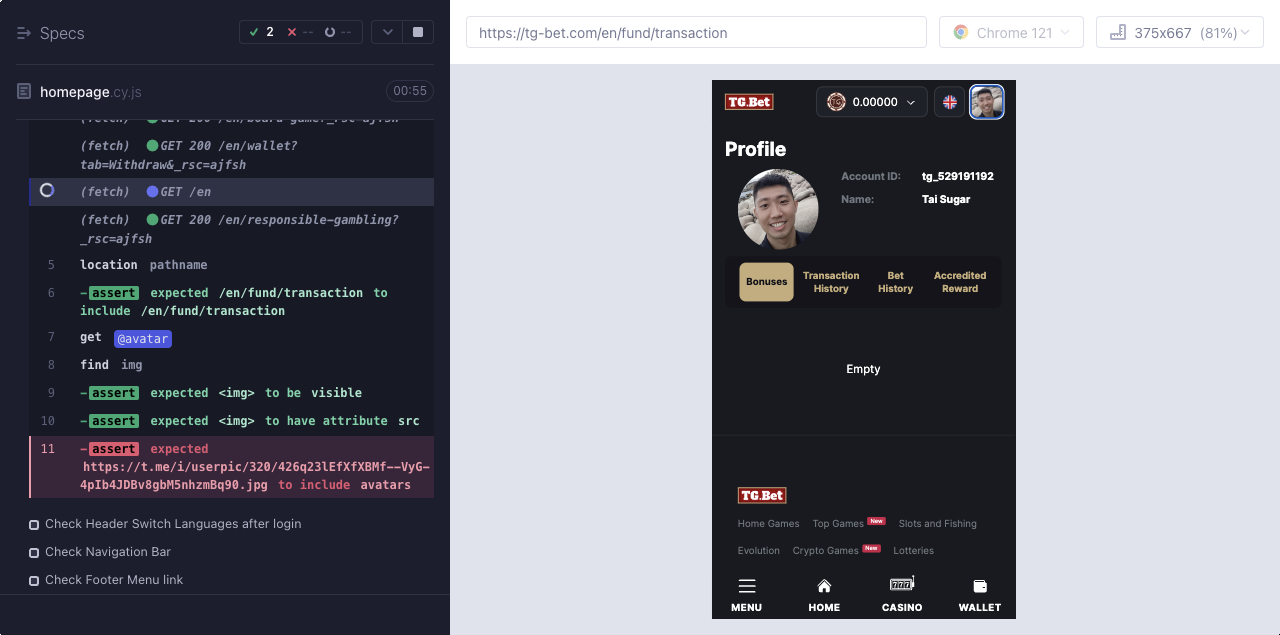 Specs
2
--
--
homepage.cy.js
00:55
(fetch) GET 200 /en/board-game?_rsc=ajfsh
(fetch) GET 200 /en/wallet?
tab=Withdraw&_rsc=ajfsh
(fetch) GET /en
(fetch) GET 200 /en/responsible-gambling?
_rsc=ajfsh
5 location pathname
6 -assert expected /en/fund/transaction to
include /en/fund/transaction
7 get @avatar
8 find img
9 -assert expected <img> to be visible
10 -assert expected <img> to have attribute src
11 -assert expected
https://t.me/i/userpic/320/426q23lEfXfXBMf--VyG-
4pIb4JDBv8gbM5nhzmBq90.jpg to include avatars
Check Header Switch Languages after login
Check Navigation Bar
Check Footer Menu link
https://tg-bet.com/en/fund/transaction
Chrome 121
375x667 (81%)
TG.Bet
0.00000
Profile
Account ID: tg_529191192
Name: Tai Sugar
Bonuses
Transaction
History
Bet
History
Accredited
Reward
Empty
TG.Bet
Home Games Top Games New Slots and Fishing
Evolution Crypto Games New Lotteries
777
MENU HOME CASINO WALLET